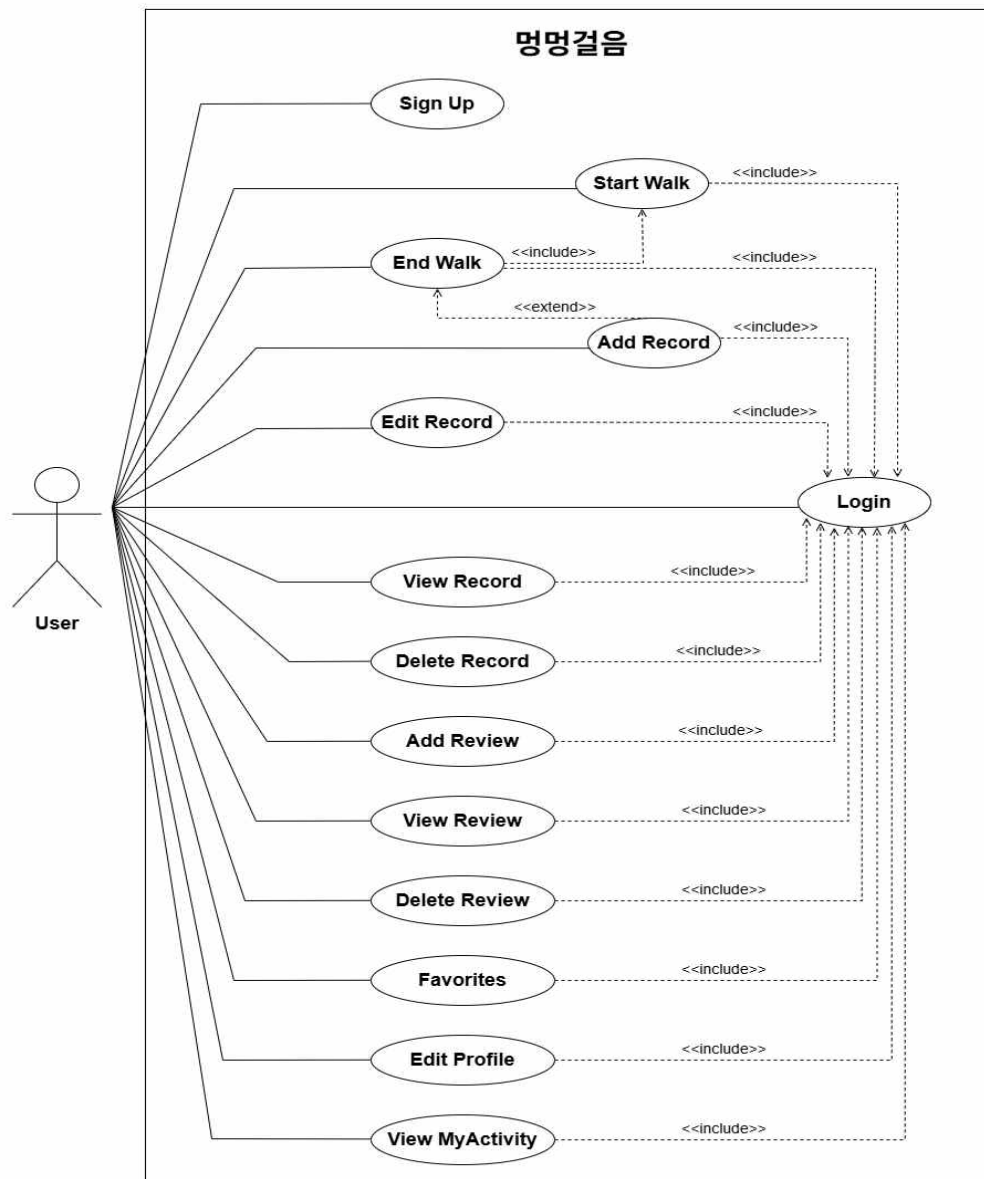 멍멍걸음
Sign Up
Start Walk
<<include>>
End Walk
<<include>>
<<include>>
<<extend>>
Add Record
<<include>>
Edit Record
<<include>>
Login
User
View Record
<<include>>
Delete Record
<<include>>
Add Review
<<include>>
View Review
<<include>>
Delete Review
<<include>>
Favorites
<<include>>
Edit Profile
<<include>>
View MyActivity
<<include>>